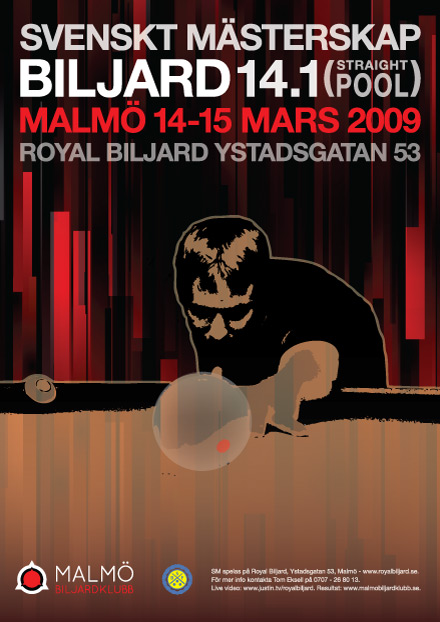 SVENSKT MÄSTERSKAP
BILJARD 14.1 (STRAIGHT POOL)
MALMÖ 14-15 MARS 2009
ROYAL BILJARD YSTADSGATAN 53
MALMÖ
BILJARDKLUBB
SM spelas på Royal Biljard, Ystadsgatan 53, Malmö - www.royalbiljard.se.
För mer info kontakta Tom Eksell på 0707 - 26 80 13.
Live video: www.justin.tv/royalbiljard. Resultat: www.malmobiljardklubb.se.